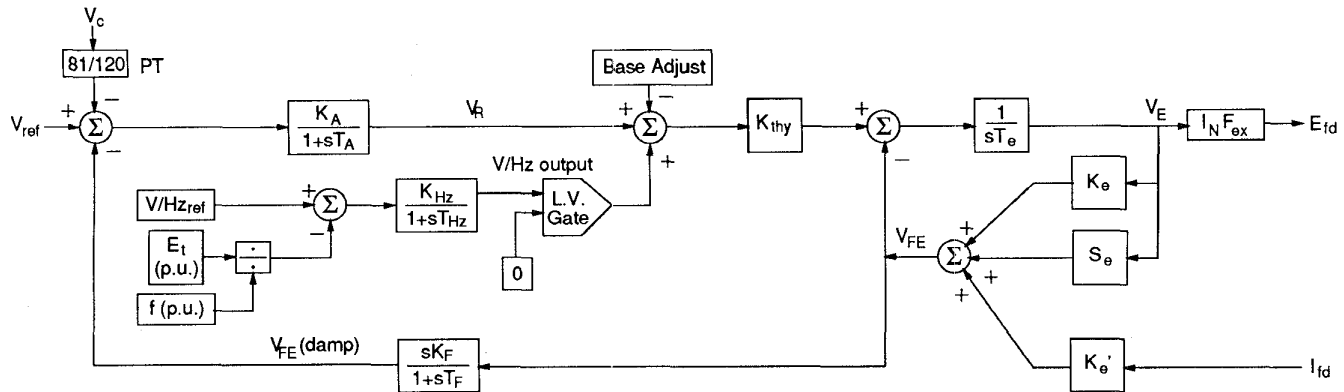 V_c
81/120 PT
Base Adjust
V_ref
+
−
−
Σ
K_A
1+sT_A
V_R
+
−
+
Σ
K_thy
+
−
Σ
1
sT_e
V_E
I_N F_ex
E_fd
V/Hz output
V/Hz_ref
+
−
Σ
K_Hz
1+sT_Hz
L.V.
Gate
0
E_t
(p.u.)
÷
f (p.u.)
K_e
S_e
V_FE
Σ
+
+
+
V_FE (damp)
sK_F
1+sT_F
K_e'
I_fd